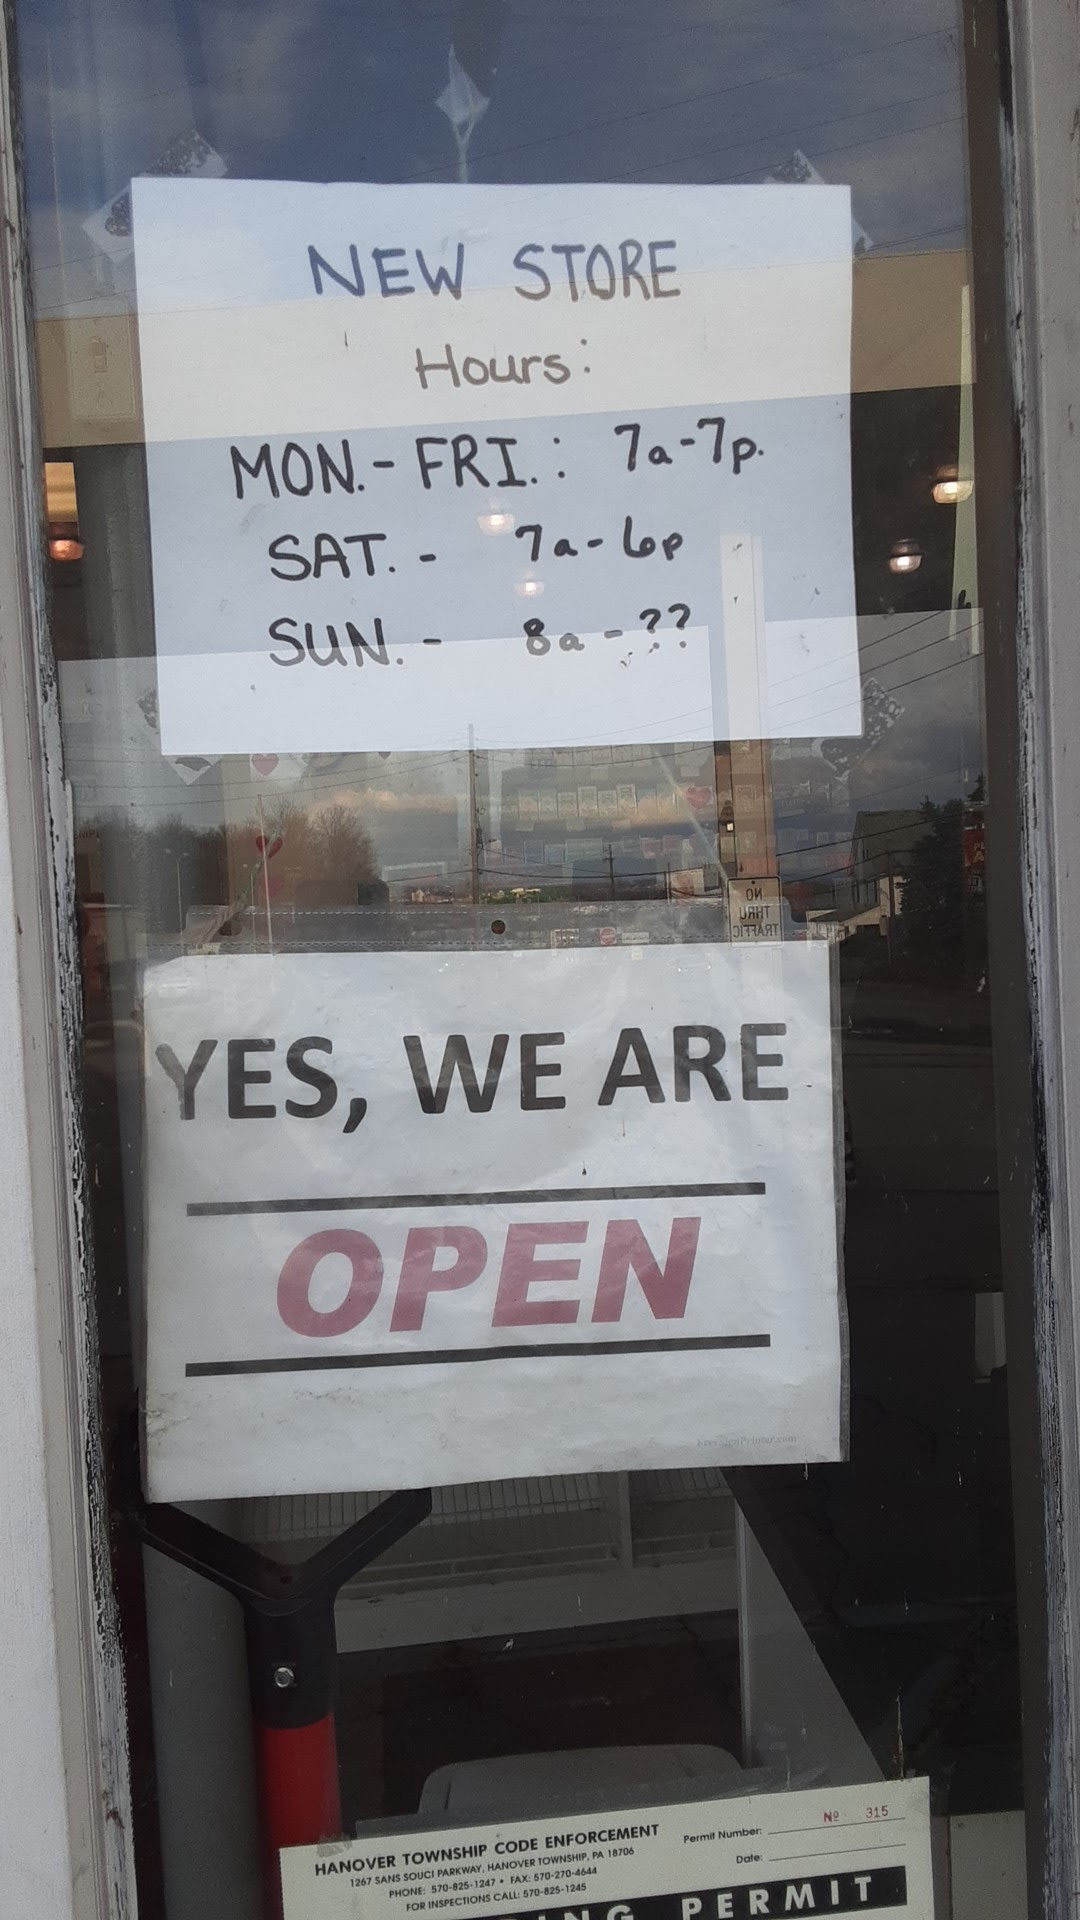 NEW STORE
Hours:
MON.- FRI.: 7a-7p.
SAT. - 7a-6p
SUN. - 8a-??
NO
THRU
TRAFFIC
YES, WE ARE
OPEN
HANOVER TOWNSHIP CODE ENFORCEMENT
1267 SANS SOUCI PARKWAY, HANOVER TOWNSHIP, PA 18706
PHONE: 570-825-1247 • FAX: 570-270-4644
FOR INSPECTIONS CALL: 570-825-1245
Permit Number: Nº 315
Date:
PERMIT